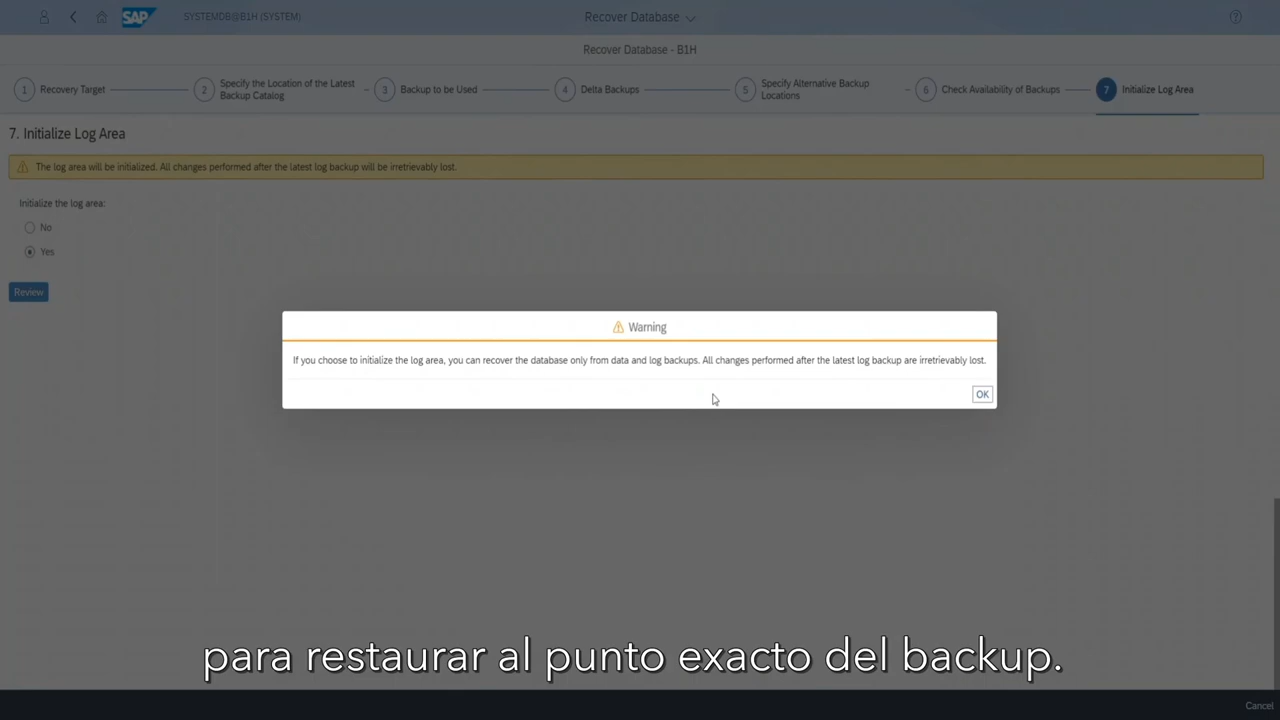 SAP
SYSTEMDB@B1H (SYSTEM)
Recover Database
Recover Database - B1H
1 Recovery Target
2 Specify the Location of the Latest
Backup Catalog
3 Backup to be Used
4 Delta Backups
5 Specify Alternative Backup
Locations
6 Check Availability of Backups
7 Initialize Log Area
7. Initialize Log Area
The log area will be initialized. All changes performed after the latest log backup will be irretrievably lost.
Initialize the log area:
No
Yes
Review
Warning
If you choose to initialize the log area, you can recover the database only from data and log backups. All changes performed after the latest log backup are irretrievably lost.
OK
para restaurar al punto exacto del backup.
Cancel